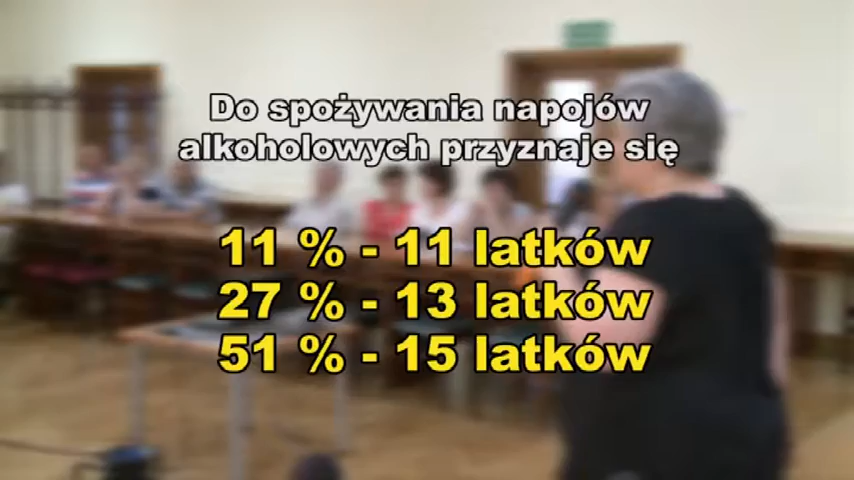 Do spożywania napojów
alkoholowych przyznaje się
11 % - 11 latków
27 % - 13 latków
51 % - 15 latków